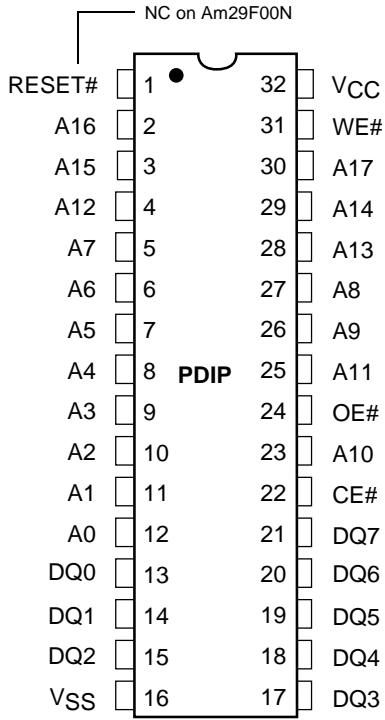 NC on Am29F00N
RESET# 1 32 VCC
A16 2 31 WE#
A15 3 30 A17
A12 4 29 A14
A7 5 28 A13
A6 6 27 A8
A5 7 26 A9
A4 8 PDIP 25 A11
A3 9 24 OE#
A2 10 23 A10
A1 11 22 CE#
A0 12 21 DQ7
DQ0 13 20 DQ6
DQ1 14 19 DQ5
DQ2 15 18 DQ4
VSS 16 17 DQ3